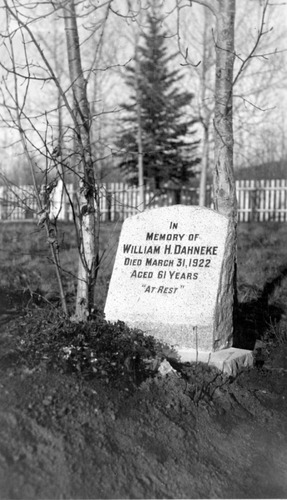 IN
MEMORY OF
WILLIAM H. DAHNEKE
DIED MARCH 31, 1922
AGED 61 YEARS
"AT REST"